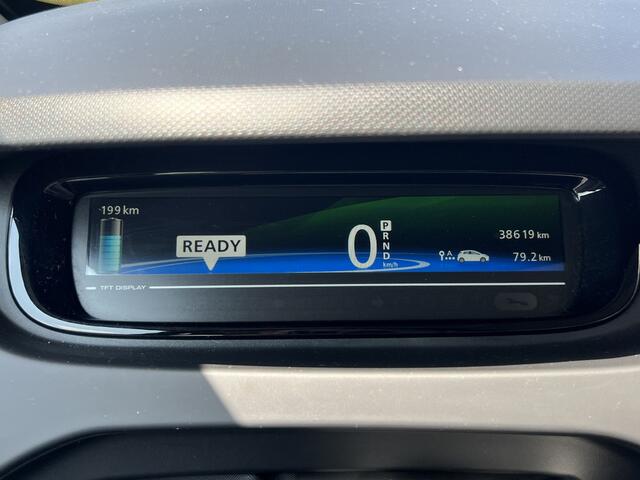 199 km
READY
0
km/h
P
R
N
D
A
38619 km
79.2 km
TFT DISPLAY